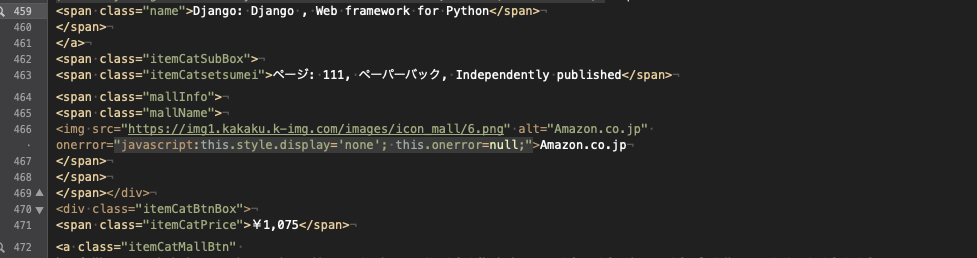 459 <span class="name">Django: Django , Web framework for Python</span>¬
460 </span>¬
461 </a>¬
462 <span class="itemCatSubBox">¬
463 <span class="itemCatsetsumei">ページ: 111, ペーパーバック, Independently published</span>¬
464 <span class="mallInfo">¬
465 <span class="mallName">¬
466 <img src="https://img1.kakaku.k-img.com/images/icon_mall/6.png" alt="Amazon.co.jp"
onerror="javascript:this.style.display='none'; this.onerror=null;">Amazon.co.jp¬
467 </span>¬
468 </span>¬
469 </span></div>¬
470 <div class="itemCatBtnBox">¬
471 <span class="itemCatPrice">¥1,075</span>¬
472 <a class="itemCatMallBtn"